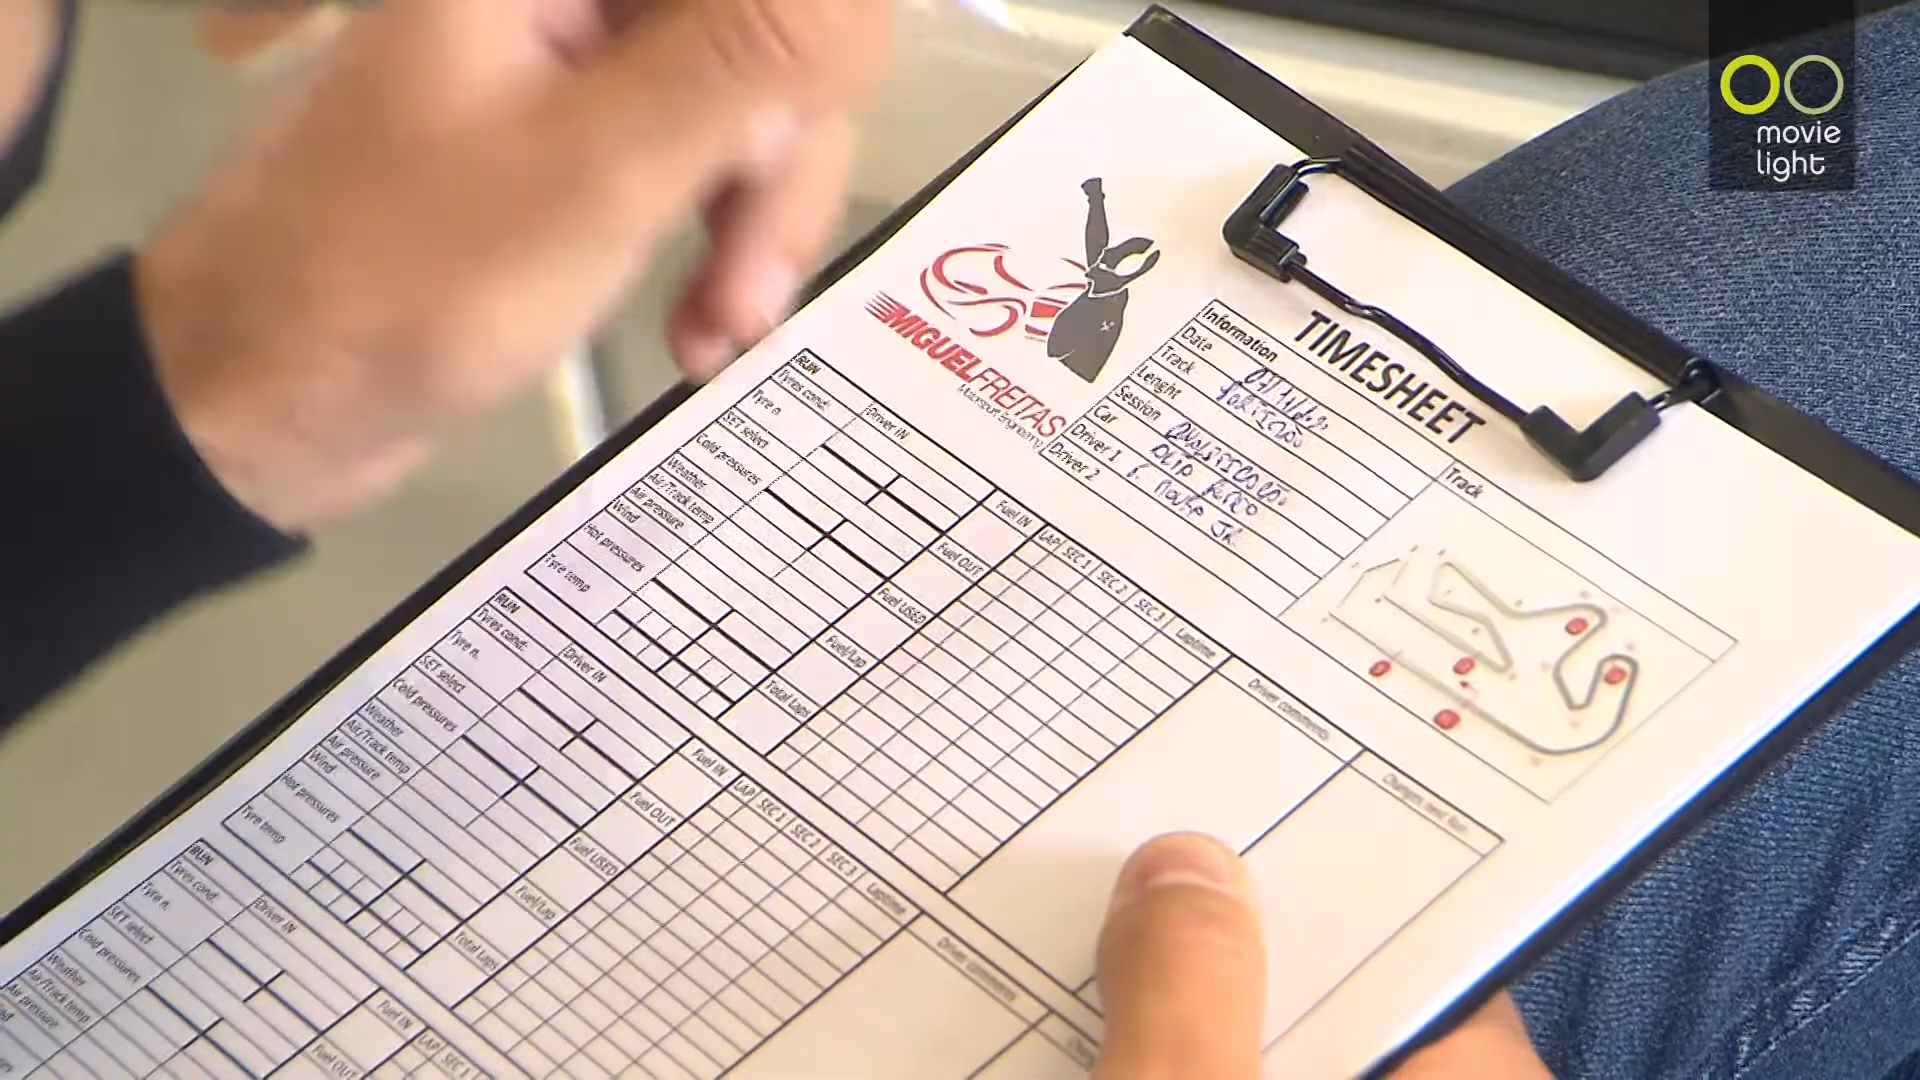 movie
light
TIMESHEET
MIGUELFREITAS
Motorsport Engineering
Information
Date
Track
Lenght
Session
Car
Driver 1
Driver 2
Track
RUN
Driver IN
Tyres cond:
Tyre n.
SET select
Cold pressures
Weather
Air/Track temp
Air pressure
Wind
Hot pressures
Tyre temp
Fuel IN
Fuel OUT
Fuel USED
Fuel/Lap
Total Laps
LAP SEC 1 SEC 2 SEC 3 Laptime
Driver comments
Changes next Run
RUN
Driver IN
Tyres cond:
Tyre n.
SET select
Cold pressures
Weather
Air/Track temp
Air pressure
Wind
Hot pressures
Tyre temp
Fuel IN
Fuel OUT
Fuel USED
Fuel/Lap
Total Laps
LAP SEC 1 SEC 2 SEC 3 Laptime
Driver comments
RUN
Driver IN
Tyres cond:
Tyre n.
SET select
Cold pressures
Weather
Air/Track temp
Air pressure
Fuel IN
Fuel OUT
LAP SEC 1